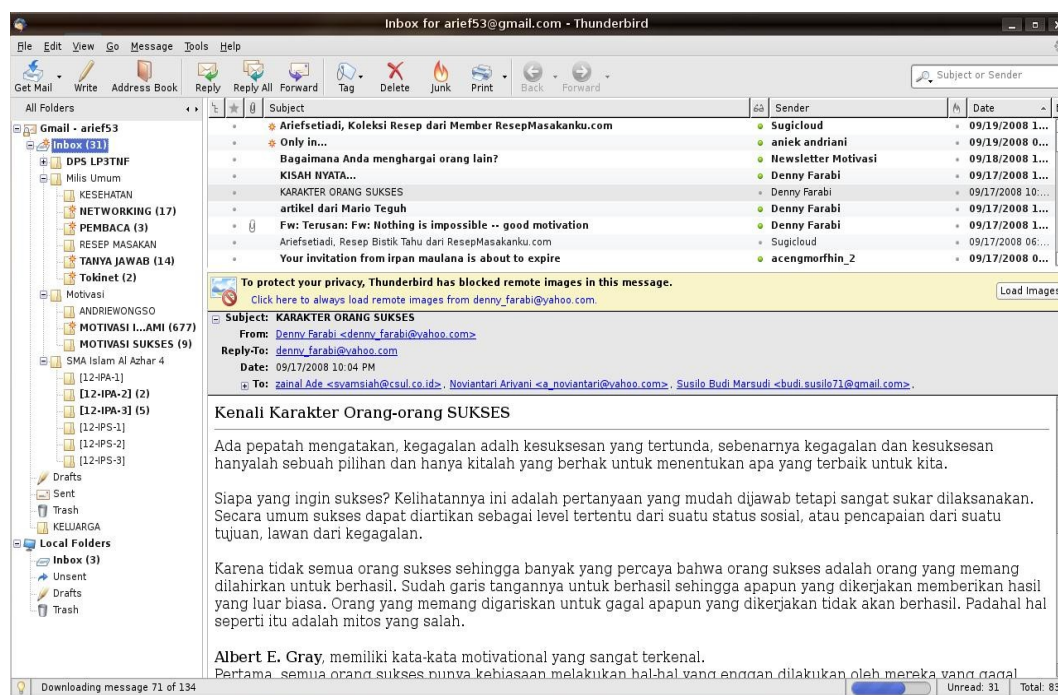 Inbox for arief53@gmail.com - Thunderbird
File Edit View Go Message Tools Help
Get Mail Write Address Book Reply Reply All Forward Tag Delete Junk Print Back Forward Subject or Sender
All Folders Subject Sender Date
Gmail - arief53
Inbox (31)
DPS LP3TNF
Milis Umum
KESEHATAN
NETWORKING (17)
PEMBACA (3)
RESEP MASAKAN
TANYA JAWAB (14)
Tokinet (2)
Motivasi
ANDRIEWONGSO
MOTIVASI I...AMI (677)
MOTIVASI SUKSES (9)
SMA Islam Al Azhar 4
[12-IPA-1]
[12-IPA-2] (2)
[12-IPA-3] (5)
[12-IPS-1]
[12-IPS-2]
[12-IPS-3]
Drafts
Sent
Trash
KELUARGA
Local Folders
Inbox (3)
Unsent
Drafts
Trash
Ariefsetiadi, Koleksi Resep dari Member ResepMasakanku.com Sugicloud 09/19/2008 1...
Only in... aniek andriani 09/19/2008 0...
Bagaimana Anda menghargai orang lain? Newsletter Motivasi 09/18/2008 1...
KISAH NYATA... Denny Farabi 09/17/2008 1...
KARAKTER ORANG SUKSES Denny Farabi 09/17/2008 10:...
artikel dari Mario Teguh Denny Farabi 09/17/2008 1...
Fw: Terusan: Fw: Nothing is impossible -- good motivation Denny Farabi 09/17/2008 1...
Ariefsetiadi, Resep Bistik Tahu dari ResepMasakanku.com Sugicloud 09/17/2008 06:...
Your invitation from irpan maulana is about to expire acengmorfhin_2 09/17/2008 0...
To protect your privacy, Thunderbird has blocked remote images in this message.
Click here to always load remote images from denny_farabi@yahoo.com.
Load Images
Subject: KARAKTER ORANG SUKSES
From: Denny Farabi <denny_farabi@yahoo.com>
Reply-To: denny_farabi@yahoo.com
Date: 09/17/2008 10:04 PM
To: zainal Ade <syamsiah@csul.co.id>, Noviantari Ariyani <a_noviantari@yahoo.com>, Susilo Budi Marsudi <budi.susilo71@gmail.com>,
Kenali Karakter Orang-orang SUKSES
Ada pepatah mengatakan, kegagalan adalh kesuksesan yang tertunda, sebenarnya kegagalan dan kesuksesan
hanyalah sebuah pilihan dan hanya kitalah yang berhak untuk menentukan apa yang terbaik untuk kita.
Siapa yang ingin sukses? Kelihatannya ini adalah pertanyaan yang mudah dijawab tetapi sangat sukar dilaksanakan.
Secara umum sukses dapat diartikan sebagai level tertentu dari suatu status sosial, atau pencapaian dari suatu
tujuan, lawan dari kegagalan.
Karena tidak semua orang sukses sehingga banyak yang percaya bahwa orang sukses adalah orang yang memang
dilahirkan untuk berhasil. Sudah garis tangannya untuk berhasil sehingga apapun yang dikerjakan memberikan hasil
yang luar biasa. Orang yang memang digariskan untuk gagal apapun yang dikerjakan tidak akan berhasil. Padahal hal
seperti itu adalah mitos yang salah.
Albert E. Gray, memiliki kata-kata motivational yang sangat terkenal.
Pertama, semua orang sukses punya kebiasaan melakukan hal-hal yang enggan dilakukan oleh mereka yang gagal
Downloading message 71 of 134 Unread: 31 Total: 83